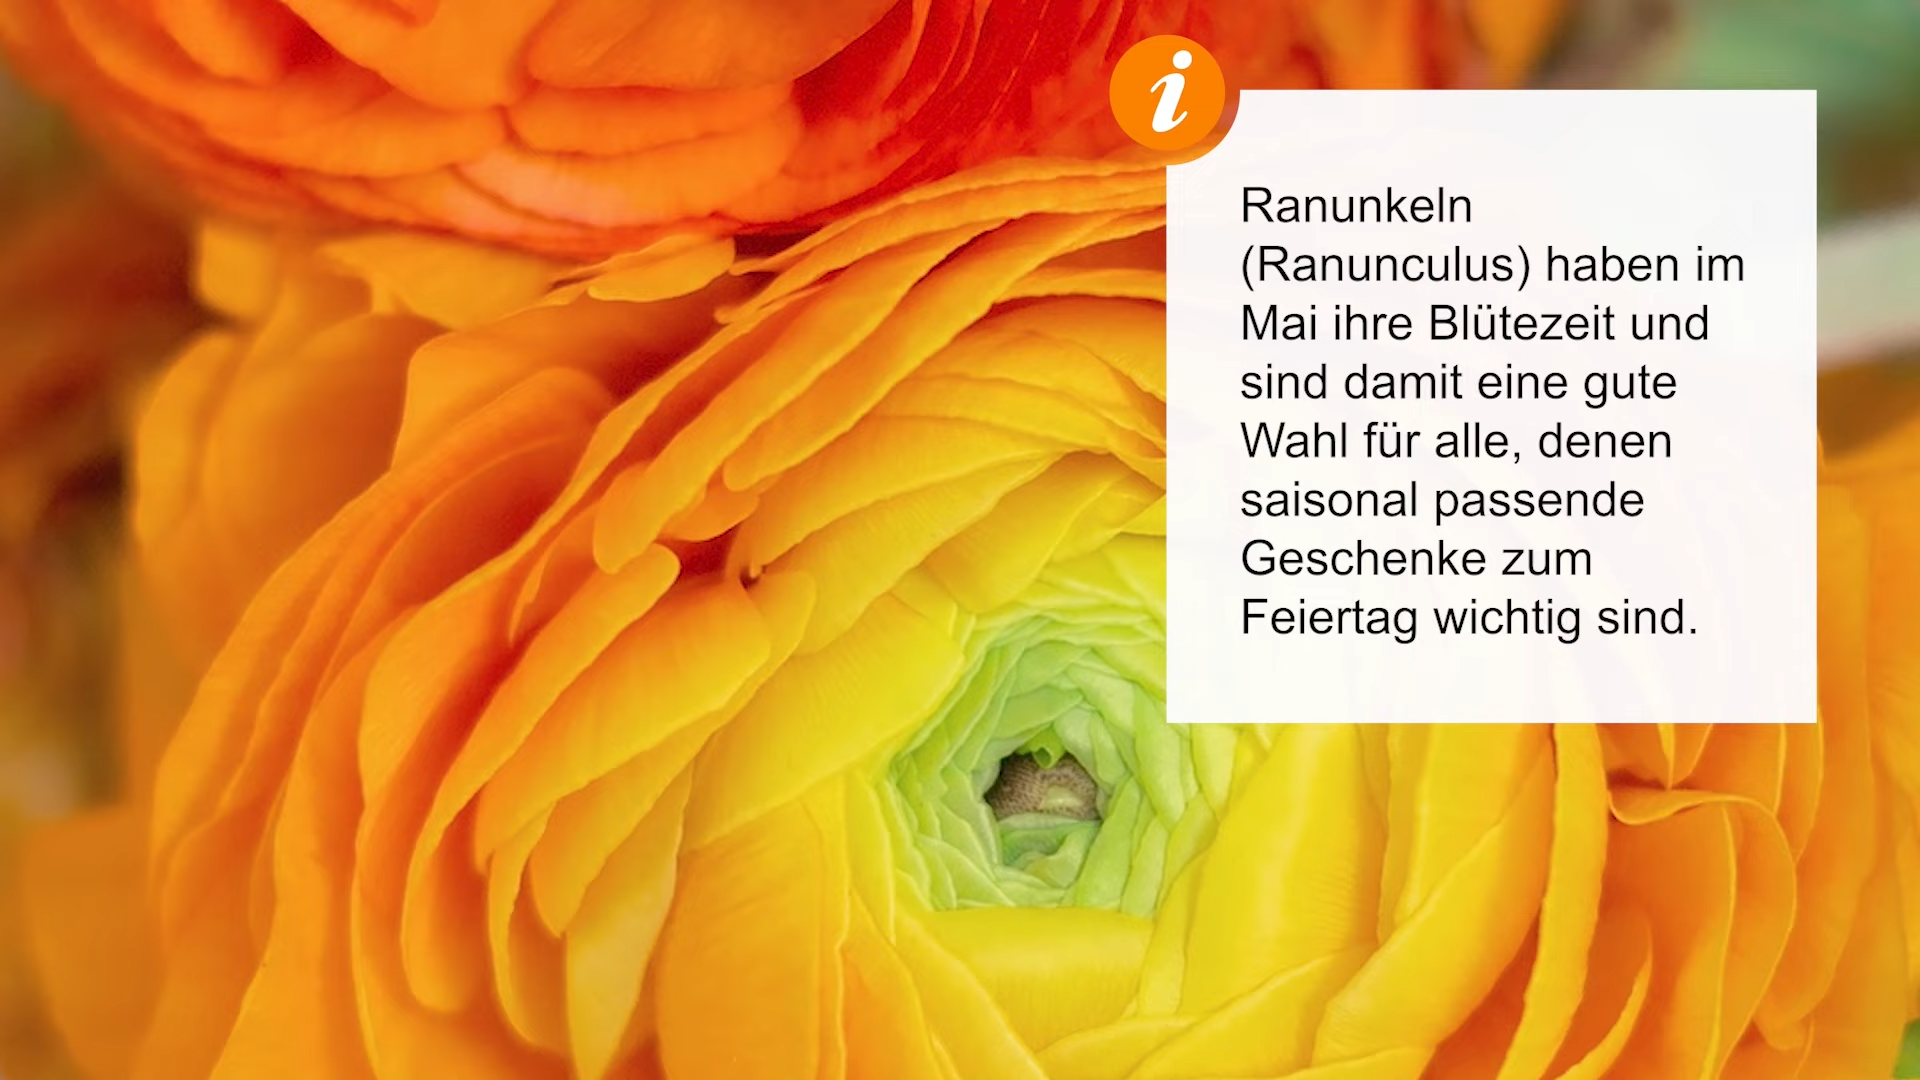 i
Ranunkeln
(Ranunculus) haben im
Mai ihre Blütezeit und
sind damit eine gute
Wahl für alle, denen
saisonal passende
Geschenke zum
Feiertag wichtig sind.